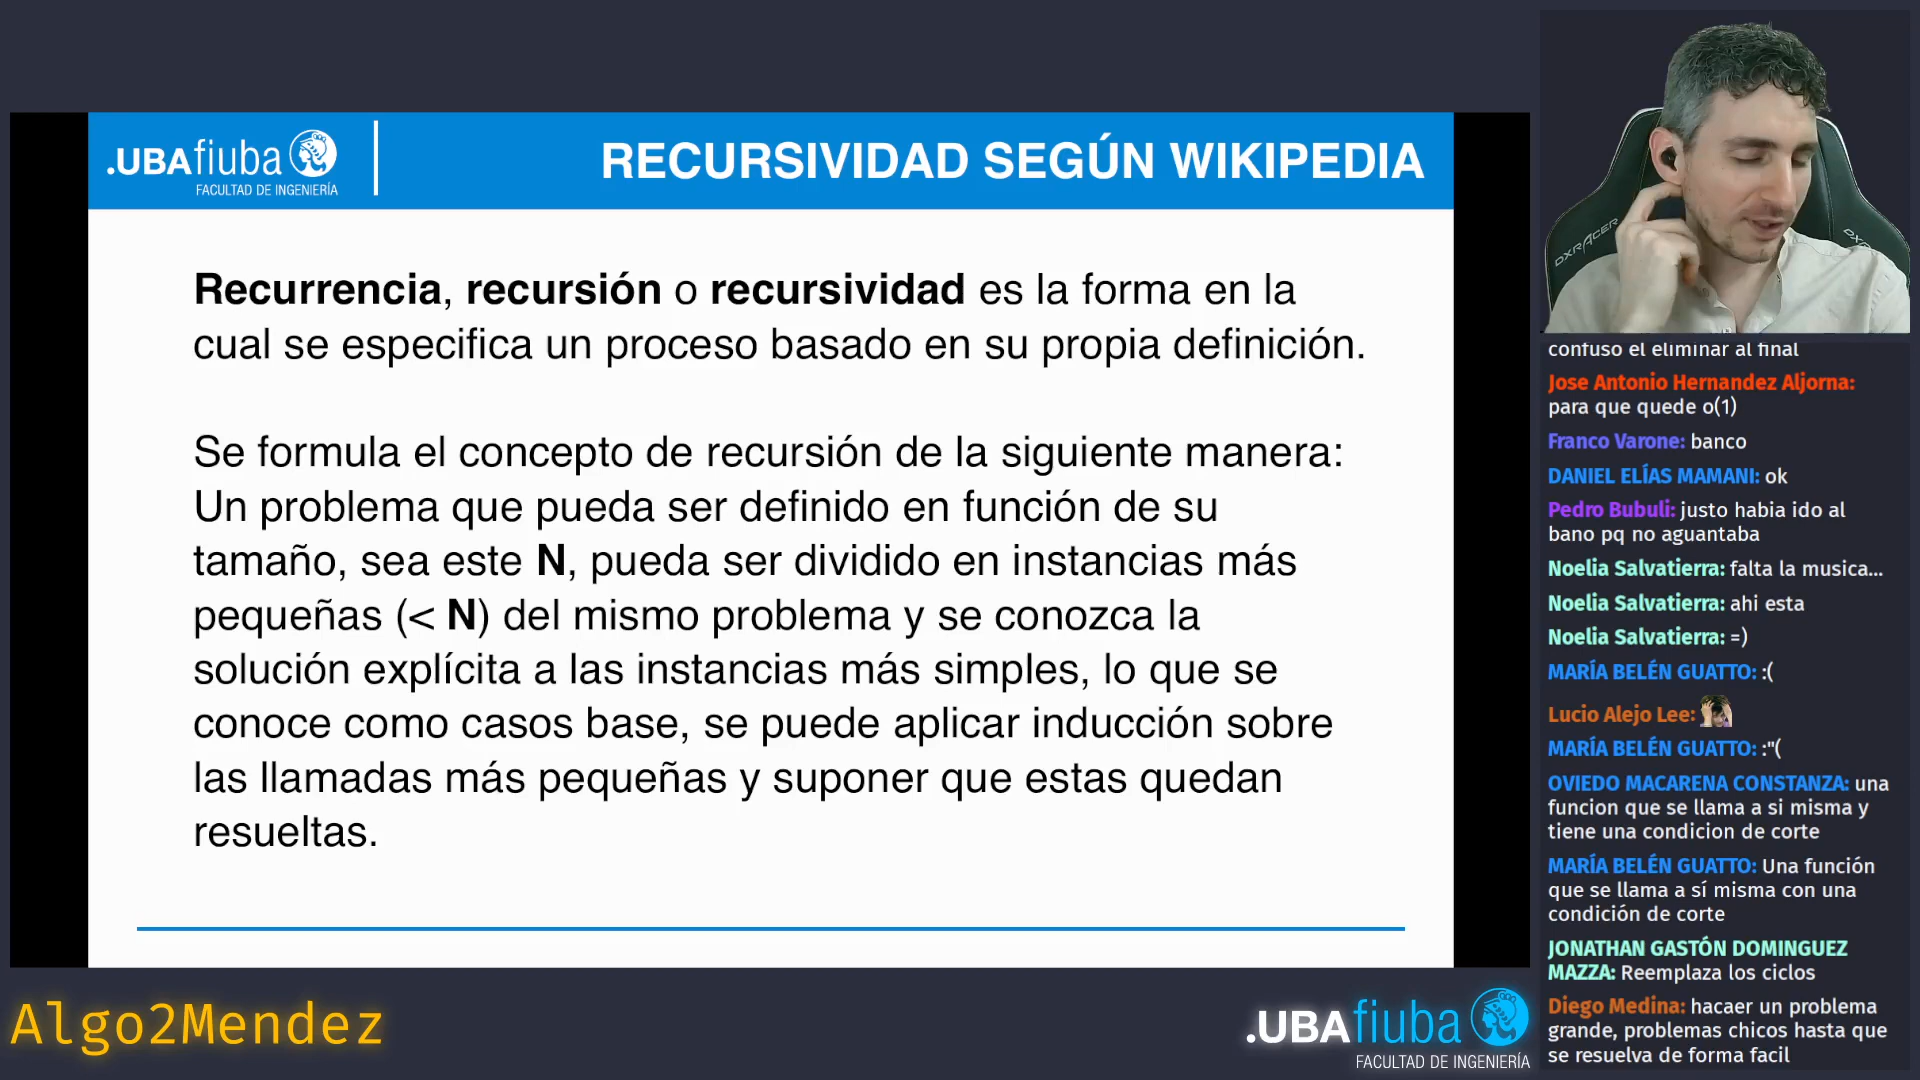 .UBAfiuba
FACULTAD DE INGENIERÍA
RECURSIVIDAD SEGÚN WIKIPEDIA
Recurrencia, recursión o recursividad es la forma en la
cual se especifica un proceso basado en su propia definición.
Se formula el concepto de recursión de la siguiente manera:
Un problema que pueda ser definido en función de su
tamaño, sea este N, pueda ser dividido en instancias más
pequeñas (< N) del mismo problema y se conozca la
solución explícita a las instancias más simples, lo que se
conoce como casos base, se puede aplicar inducción sobre
las llamadas más pequeñas y suponer que estas quedan
resueltas.
Algo2Mendez
.UBAfiuba
FACULTAD DE INGENIERÍA
DXRACER
DX
confuso el eliminar al final
Jose Antonio Hernandez Aljorna:
para que quede o(1)
Franco Varone: banco
DANIEL ELÍAS MAMANI: ok
Pedro Bubuli: justo habia ido al
bano pq no aguantaba
Noelia Salvatierra: falta la musica...
Noelia Salvatierra: ahi esta
Noelia Salvatierra: =)
MARÍA BELÉN GUATTO: :(
Lucio Alejo Lee:
MARÍA BELÉN GUATTO: :"(
OVIEDO MACARENA CONSTANZA: una
funcion que se llama a si misma y
tiene una condicion de corte
MARÍA BELÉN GUATTO: Una función
que se llama a sí misma con una
condición de corte
JONATHAN GASTÓN DOMINGUEZ
MAZZA: Reemplaza los ciclos
Diego Medina: hacaer un problema
grande, problemas chicos hasta que
se resuelva de forma facil